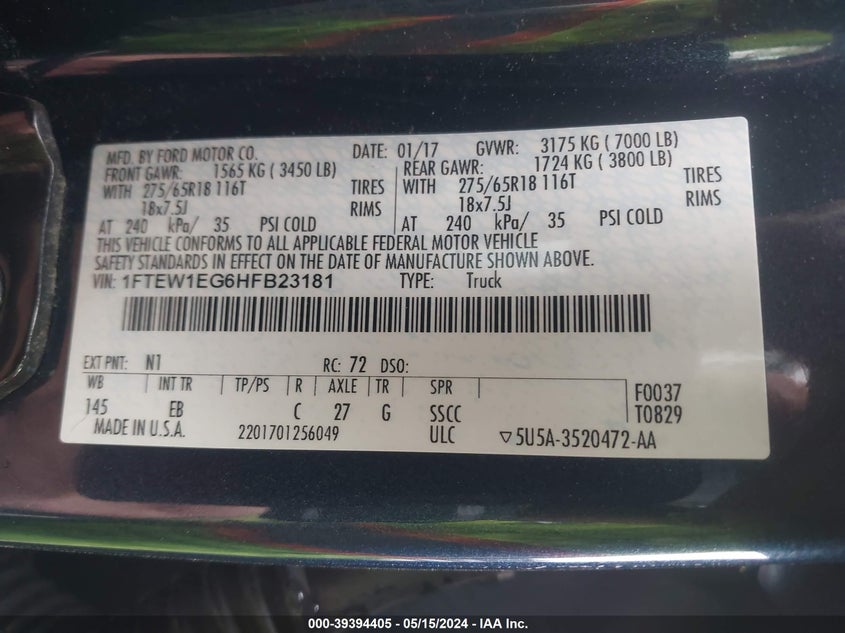 MFD. BY FORD MOTOR CO. DATE: 01/17 GVWR: 3175 KG ( 7000 LB)
FRONT GAWR: 1565 KG ( 3450 LB) REAR GAWR: 1724 KG ( 3800 LB)
WITH 275/65R18 116T TIRES WITH 275/65R18 116T TIRES
18x7.5J RIMS 18x7.5J RIMS
AT 240 kPa/ 35 PSI COLD AT 240 kPa/ 35 PSI COLD
THIS VEHICLE CONFORMS TO ALL APPLICABLE FEDERAL MOTOR VEHICLE
SAFETY STANDARDS IN EFFECT ON THE DATE OF MANUFACTURE SHOWN ABOVE.
VIN: 1FTEW1EG6HFB23181 TYPE: Truck
EXT PNT: N1 RC: 72 DSO:
WB INT TR TP/PS R AXLE TR SPR F0037
145 EB C 27 G SSCC T0829
MADE IN U.S.A. 2201701256049 ULC ▽5U5A-3520472-AA
000-39394405 - 05/15/2024 - IAA Inc.